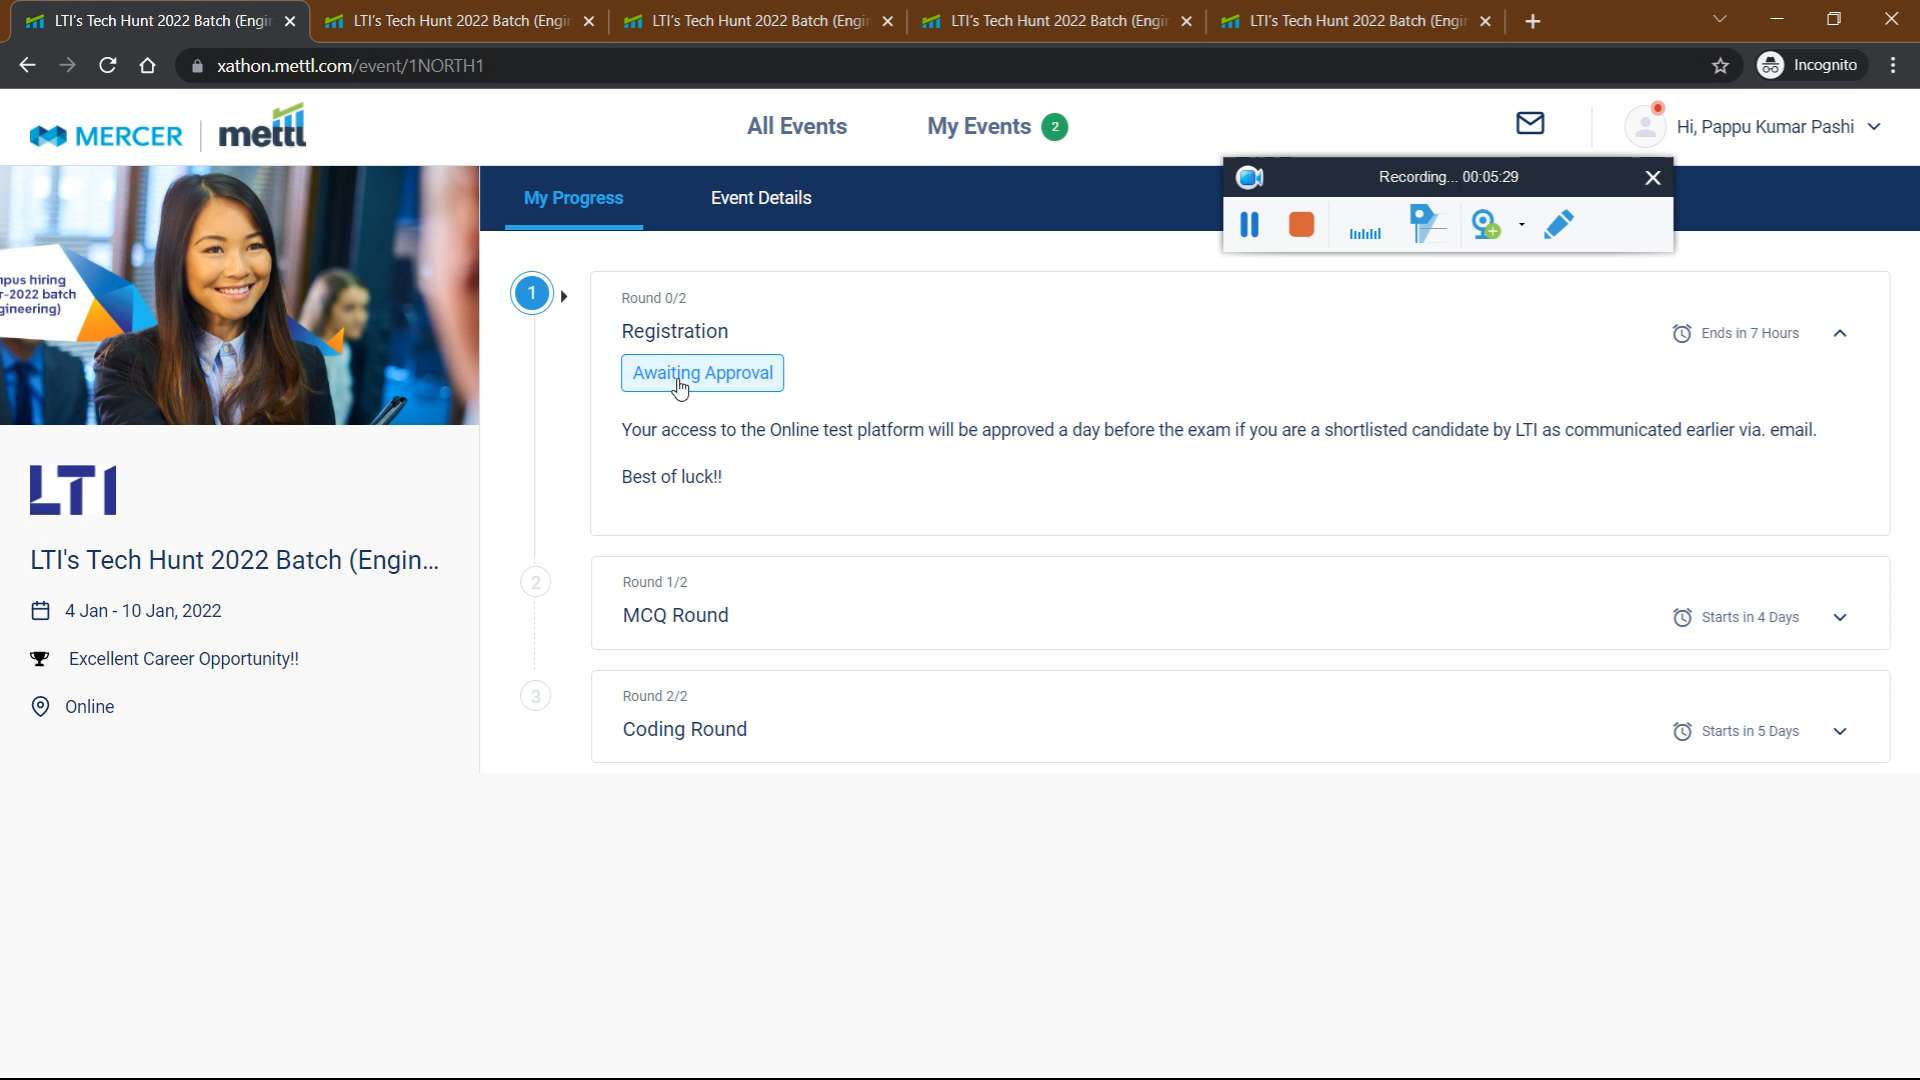 LTI's Tech Hunt 2022 Batch (Engin
LTI's Tech Hunt 2022 Batch (Engin
LTI's Tech Hunt 2022 Batch (Engin
LTI's Tech Hunt 2022 Batch (Engin
LTI's Tech Hunt 2022 Batch (Engin
xathon.mettl.com/event/1NORTH1
Incognito
MERCER
mettl
All Events
My Events 2
Hi, Pappu Kumar Pashi
Recording... 00:05:29
My Progress
Event Details
mpus hiring
r-2022 batch
gineering)
1
Round 0/2
Registration
Ends in 7 Hours
Awaiting Approval
Your access to the Online test platform will be approved a day before the exam if you are a shortlisted candidate by LTI as communicated earlier via. email.
Best of luck!!
LTI
LTI's Tech Hunt 2022 Batch (Engin...
4 Jan - 10 Jan, 2022
Excellent Career Opportunity!!
Online
2
Round 1/2
MCQ Round
Starts in 4 Days
3
Round 2/2
Coding Round
Starts in 5 Days